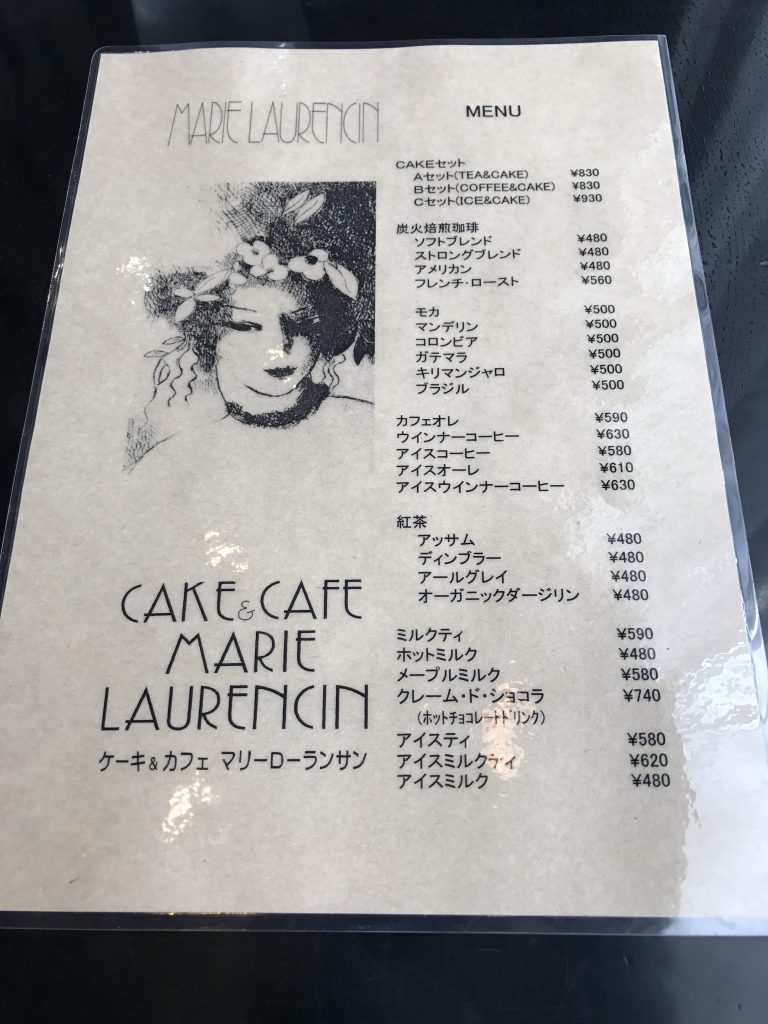 MARIE LAURENCIN
MENU
CAKEセット
Aセット(TEA&CAKE) ¥830
Bセット(COFFEE&CAKE) ¥830
Cセット(ICE&CAKE) ¥930
炭火焙煎珈琲
ソフトブレンド ¥480
ストロングブレンド ¥480
アメリカン ¥480
フレンチ・ロースト ¥560
モカ ¥500
マンデリン ¥500
コロンビア ¥500
ガテマラ ¥500
キリマンジャロ ¥500
ブラジル ¥500
カフェオレ ¥590
ウインナーコーヒー ¥630
アイスコーヒー ¥580
アイスオーレ ¥610
アイスウインナーコーヒー ¥630
紅茶
アッサム ¥480
ディンブラー ¥480
アールグレイ ¥480
オーガニックダージリン ¥480
ミルクティ ¥590
ホットミルク ¥480
メープルミルク ¥580
クレーム・ド・ショコラ ¥740
(ホットチョコレートドリンク)
アイスティ ¥580
アイスミルクティ ¥620
アイスミルク ¥480
CAKE & CAFE
MARIE
LAURENCIN
ケーキ&カフェ マリーローランサン